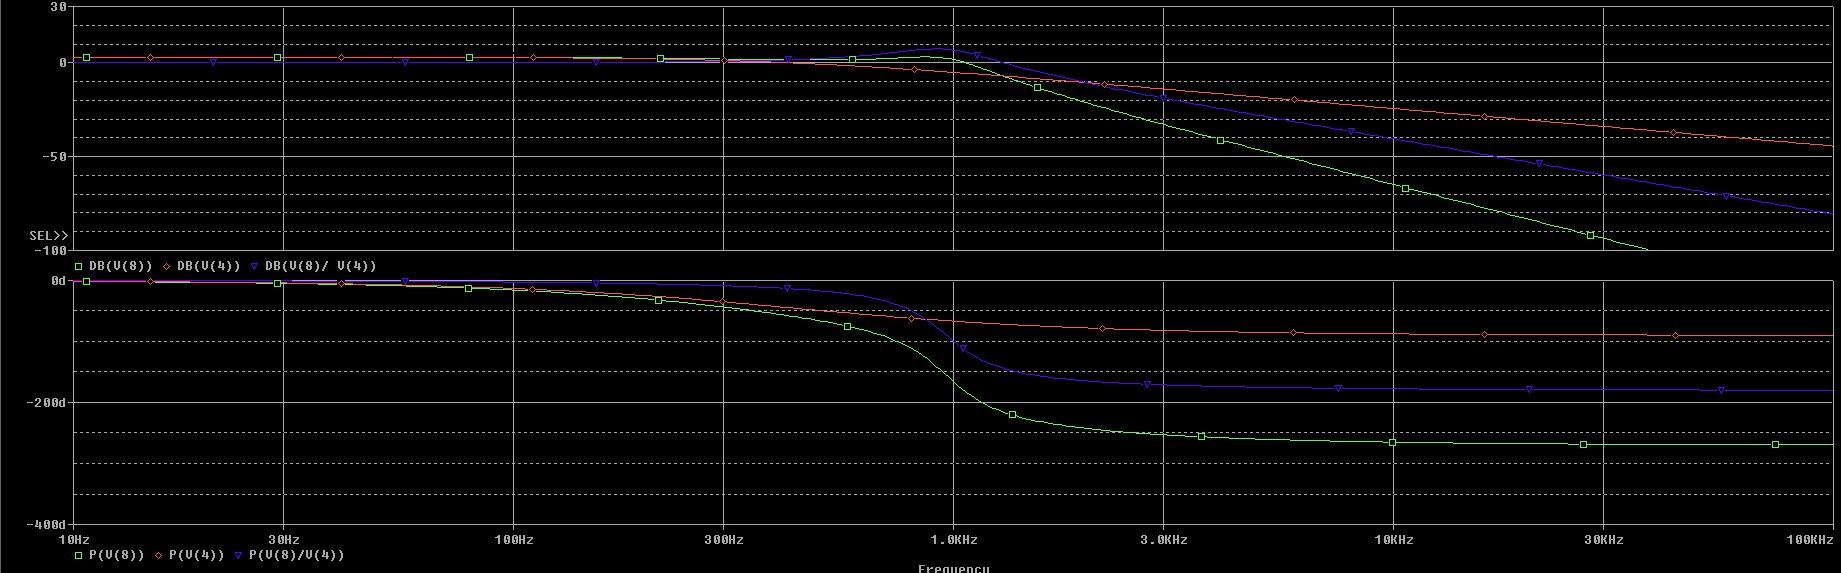 30
0
-50
SEL>>
-100
DB(V(8)) DB(V(4)) DB(V(8)/ V(4))
0d
-200d
-400d
10Hz 30Hz 100Hz 300Hz 1.0KHz 3.0KHz 10KHz 30KHz 100KHz
P(V(8)) P(V(4)) P(V(8)/V(4))
Frequency